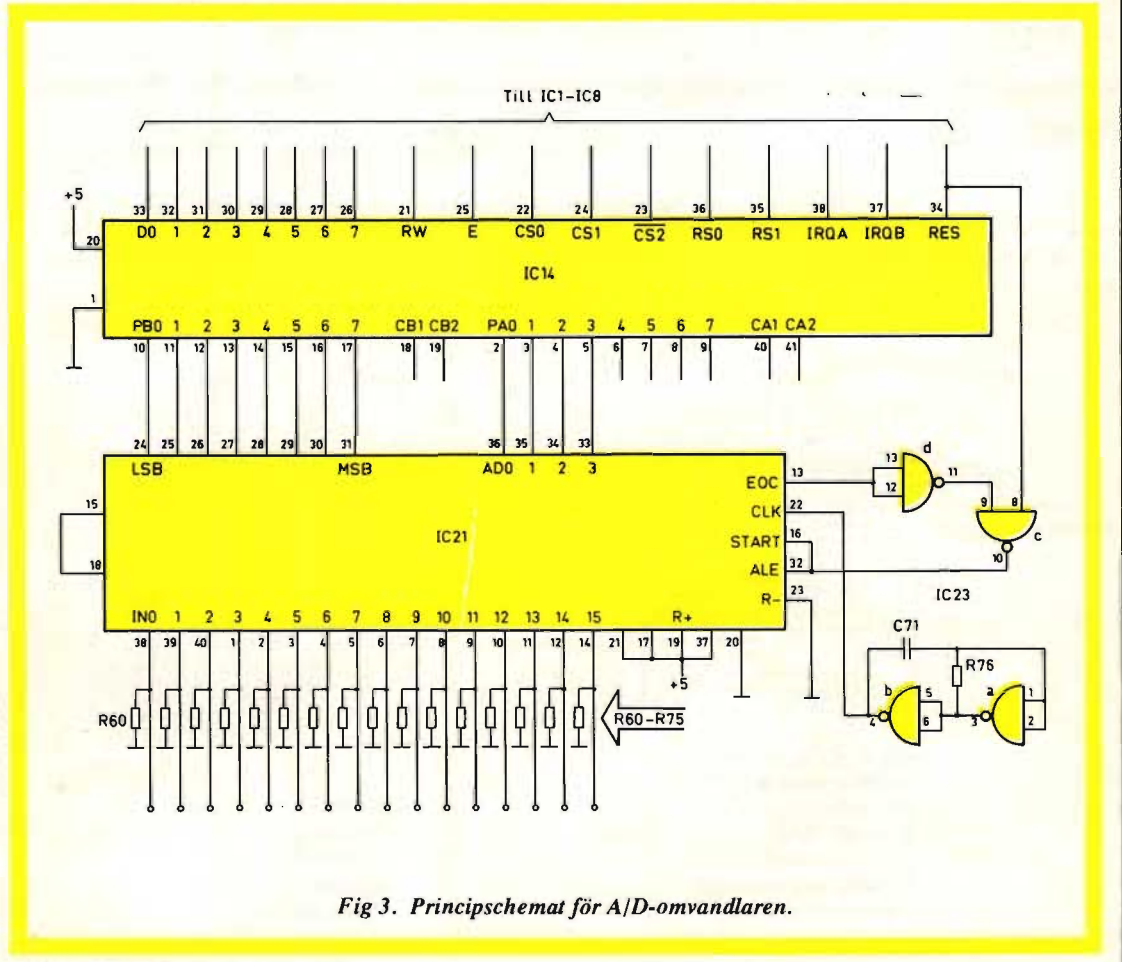 Till IC1-IC8
+5
33 32 31 30 29 28 27 26 21 25 22 24 23 36 35 38 37 34
20 D0 1 2 3 4 5 6 7 RW E CS0 CS1 CS2 RS0 RS1 IRQA IRQB RES
IC14
1
PB0 1 2 3 4 5 6 7 CB1 CB2 PA0 1 2 3 4 5 6 7 CA1 CA2
10 11 12 13 14 15 16 17 18 19 2 3 4 5 6 7 8 9 40 41
24 25 26 27 28 29 30 31 36 35 34 33
LSB MSB AD0 1 2 3
d
13 12 11
EOC 13
9 8
CLK 22
15
IC21
START 16
c
10
ALE 32
18
R- 23
IC23
IN0 1 2 3 4 5 6 7 8 9 10 11 12 13 14 15 R+
38 39 40 1 2 3 4 5 6 7 8 9 10 11 12 14 21 17 19 37 20
+5
C71
R76
b 5 6 4
a 1 2 3
R60
R60-R75
Fig 3. Principschemat för A/D-omvandlaren.